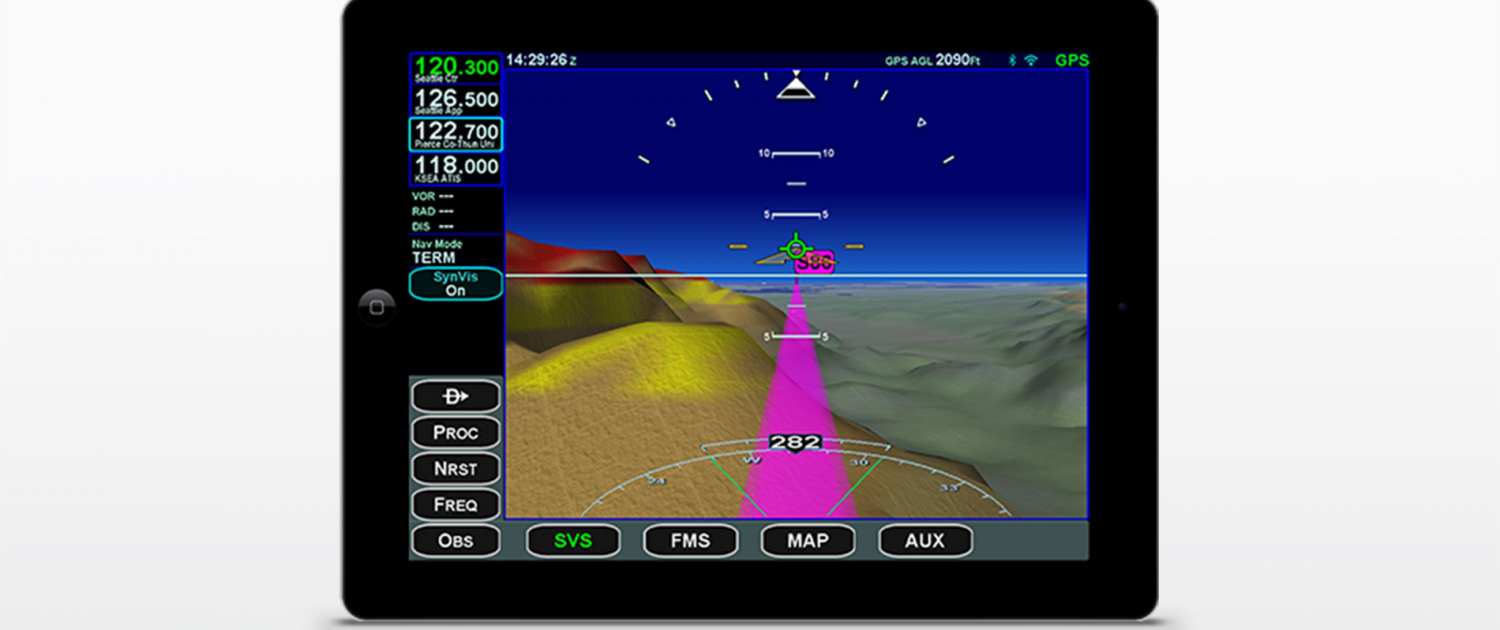 120.300
Seattle Ctr
126.500
Seattle App
122.700
Pierce Co-Thun Uni
118.000
KSEA ATIS
VOR ---
RAD ---
DIS ---
Nav Mode
TERM
SynVis
On
D
PROC
NRST
FREQ
OBS
14:29:26 Z
GPS AGL 2090Ft
GPS
10 10
5 5
5 5
282
24
W
30
33
SVS
FMS
MAP
AUX